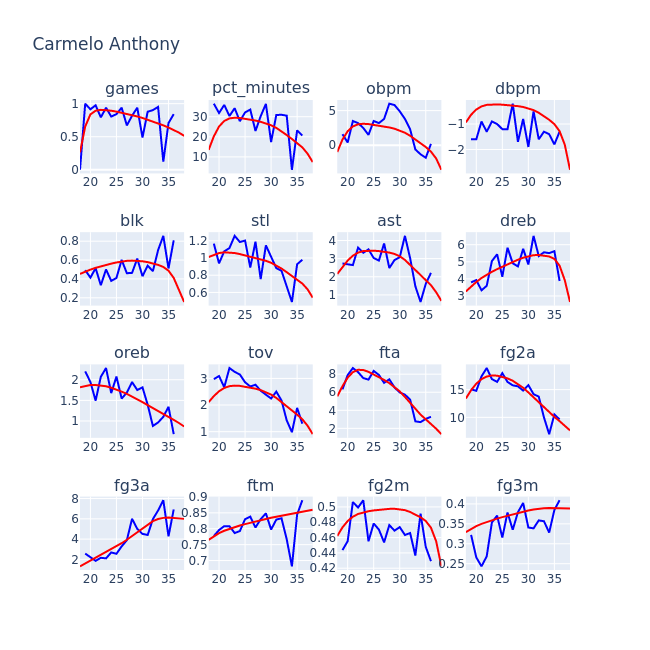 Carmelo Anthony
games pct_minutes obpm dbpm
1 0.5 0 30 20 10 5 0 −1 −2
20 25 30 35 20 25 30 35 20 25 30 35 20 25 30 35
blk stl ast dreb
0.8 0.6 0.4 0.2 1.2 1 0.8 0.6 4 3 2 1 6 5 4 3
20 25 30 35 20 25 30 35 20 25 30 35 20 25 30 35
oreb tov fta fg2a
2 1.5 1 3 2 1 8 6 4 2 15 10
20 25 30 35 20 25 30 35 20 25 30 35 20 25 30 35
fg3a ftm fg2m fg3m
8 6 4 2 0.9 0.85 0.8 0.75 0.7 0.5 0.48 0.46 0.44 0.42 0.4 0.35 0.3 0.25
20 25 30 35 20 25 30 35 20 25 30 35 20 25 30 35